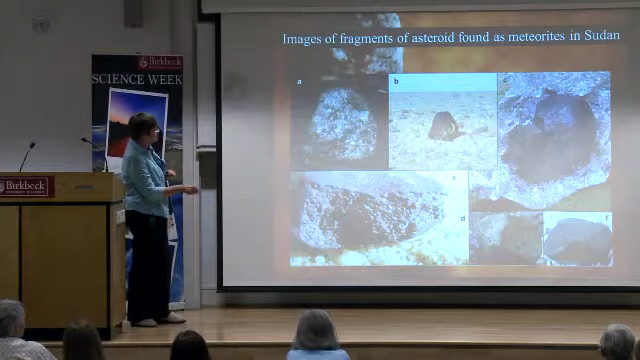 Images of fragments of asteroid found as meteorites in Sudan
Birkbeck
SCIENCE WEEK
a
b
c
d
f
Birkbeck